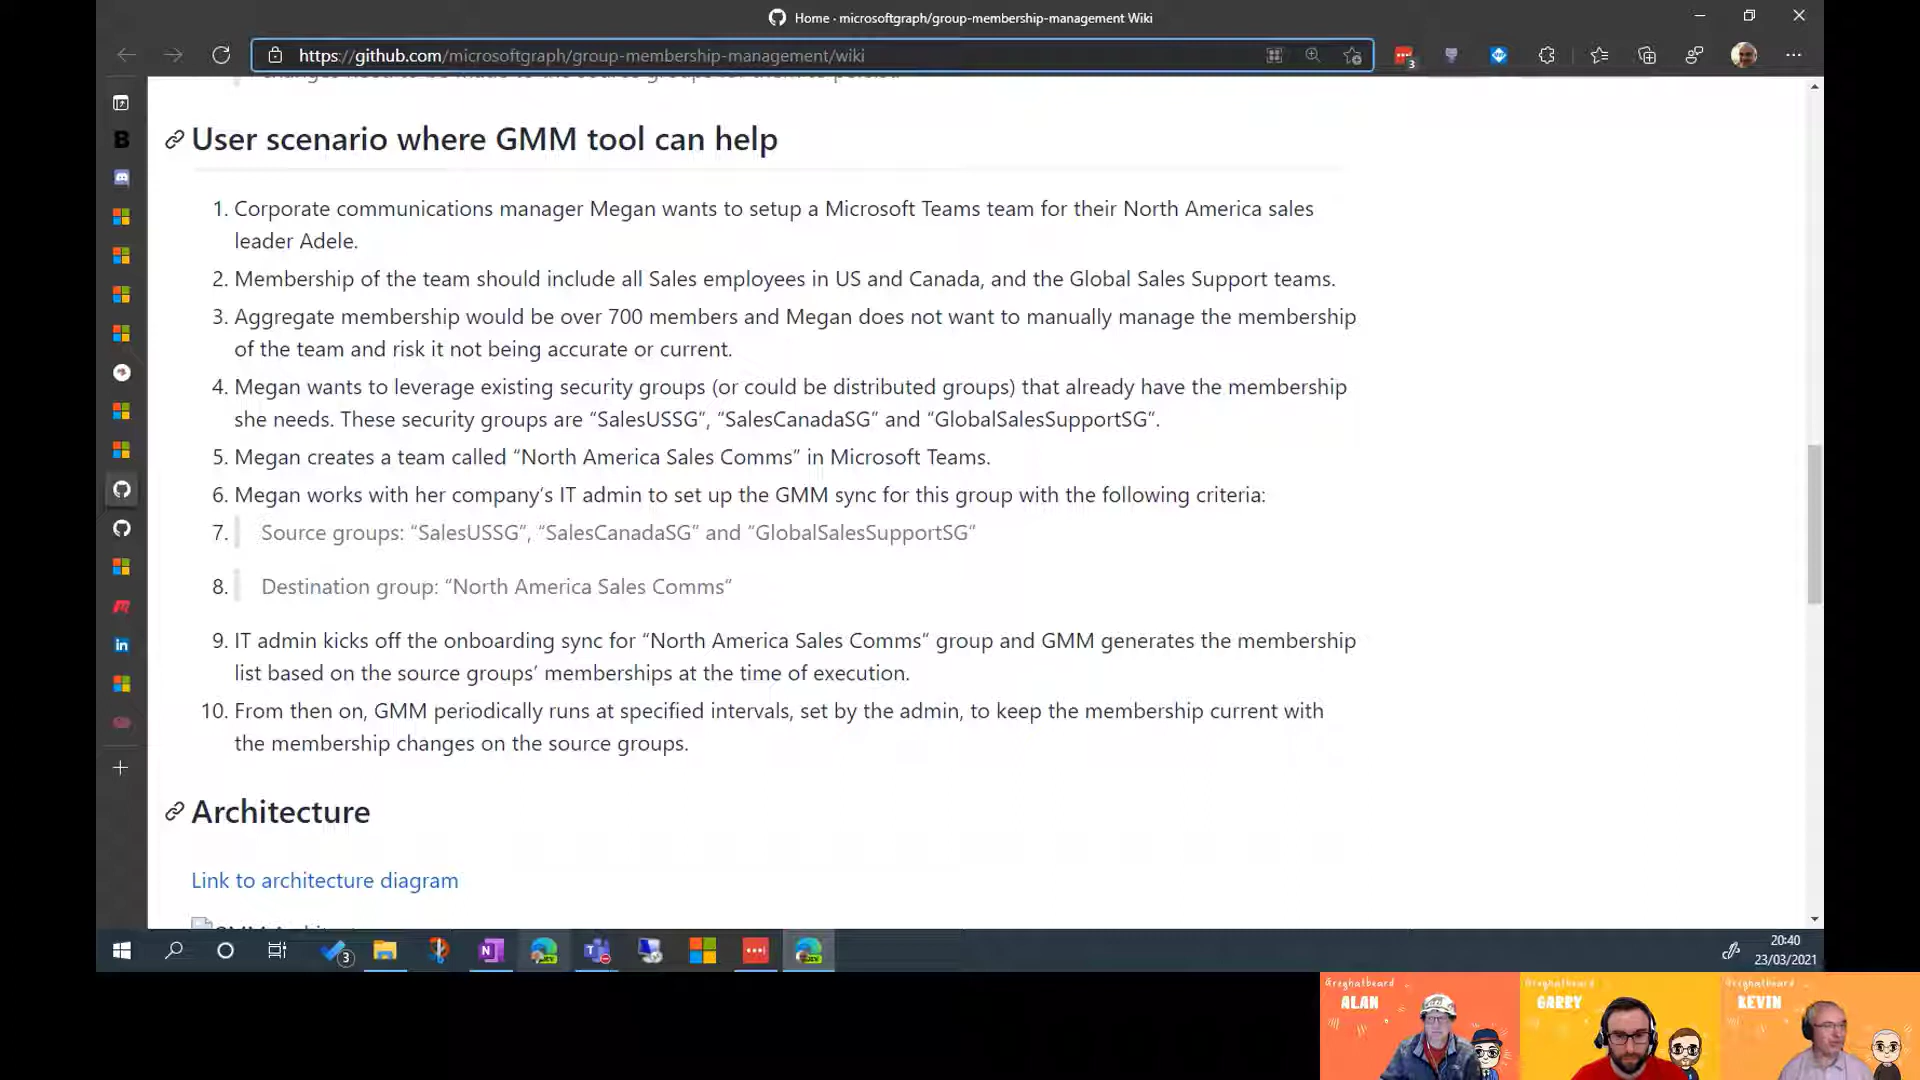 Home · microsoftgraph/group-membership-management Wiki
https://github.com/microsoftgraph/group-membership-management/wiki
3
B
User scenario where GMM tool can help
1. Corporate communications manager Megan wants to setup a Microsoft Teams team for their North America sales
leader Adele.
2. Membership of the team should include all Sales employees in US and Canada, and the Global Sales Support teams.
3. Aggregate membership would be over 700 members and Megan does not want to manually manage the membership
of the team and risk it not being accurate or current.
4. Megan wants to leverage existing security groups (or could be distributed groups) that already have the membership
she needs. These security groups are “SalesUSSG”, “SalesCanadaSG” and “GlobalSalesSupportSG”.
5. Megan creates a team called “North America Sales Comms” in Microsoft Teams.
6. Megan works with her company’s IT admin to set up the GMM sync for this group with the following criteria:
7. Source groups: “SalesUSSG”, “SalesCanadaSG” and “GlobalSalesSupportSG”
8. Destination group: “North America Sales Comms”
9. IT admin kicks off the onboarding sync for “North America Sales Comms” group and GMM generates the membership
list based on the source groups’ memberships at the time of execution.
10. From then on, GMM periodically runs at specified intervals, set by the admin, to keep the membership current with
the membership changes on the source groups.
in
Architecture
Link to architecture diagram
3
20:40
23/03/2021
ALAN
GARRY
KEVIN